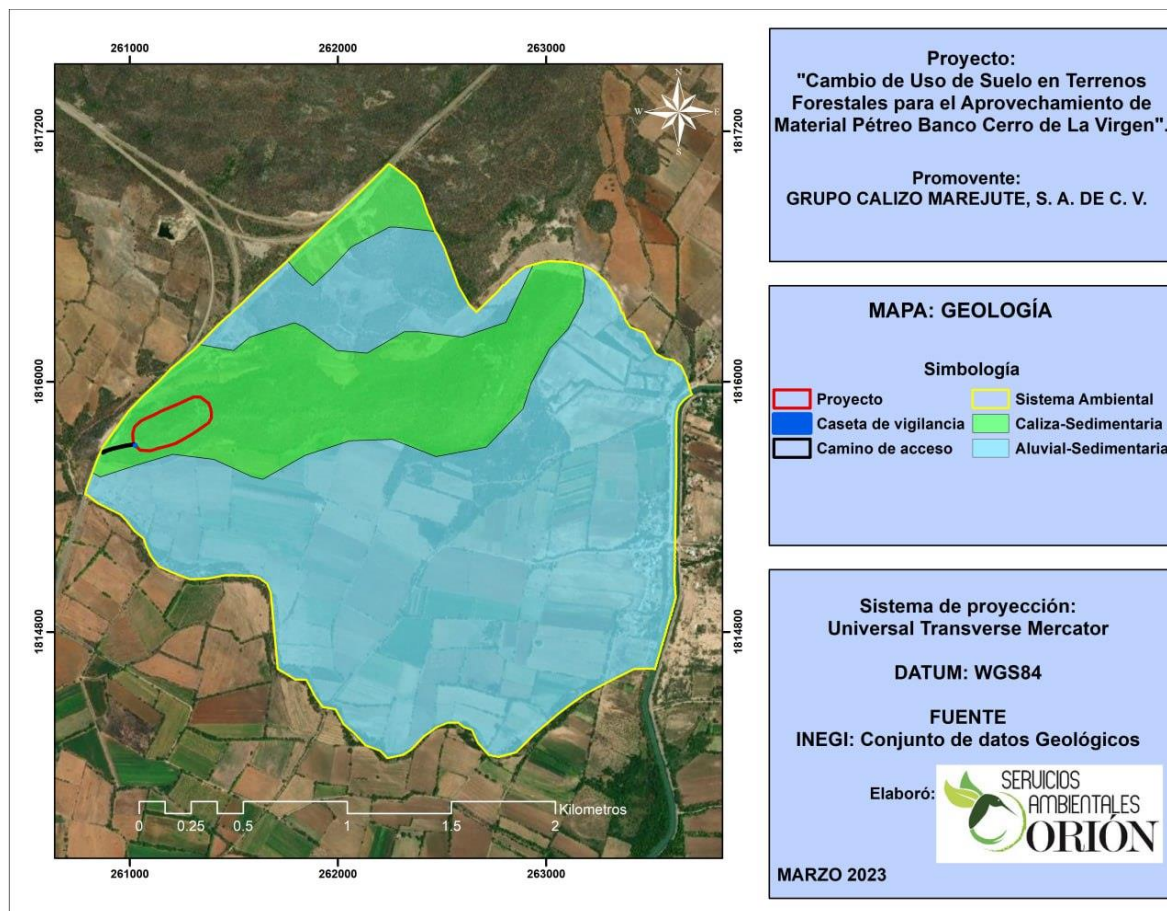 261000
262000
263000
1817200
1816000
1814800
1817200
1816000
1814800
N
W
E
S
Kilometros
0
0.25
0.5
1
1.5
2
261000
262000
263000
Proyecto:
"Cambio de Uso de Suelo en Terrenos
Forestales para el Aprovechamiento de
Material Pétreo Banco Cerro de La Virgen".
Promovente:
GRUPO CALIZO MAREJUTE, S. A. DE C. V.
MAPA: GEOLOGÍA
Simbología
Proyecto
Sistema Ambiental
Caseta de vigilancia
Caliza-Sedimentaria
Camino de acceso
Aluvial-Sedimentaria
Sistema de proyección:
Universal Transverse Mercator
DATUM: WGS84
FUENTE
INEGI: Conjunto de datos Geológicos
Elaboró:
SERVICIOS
AMBIENTALES
ORIÓN
MARZO 2023